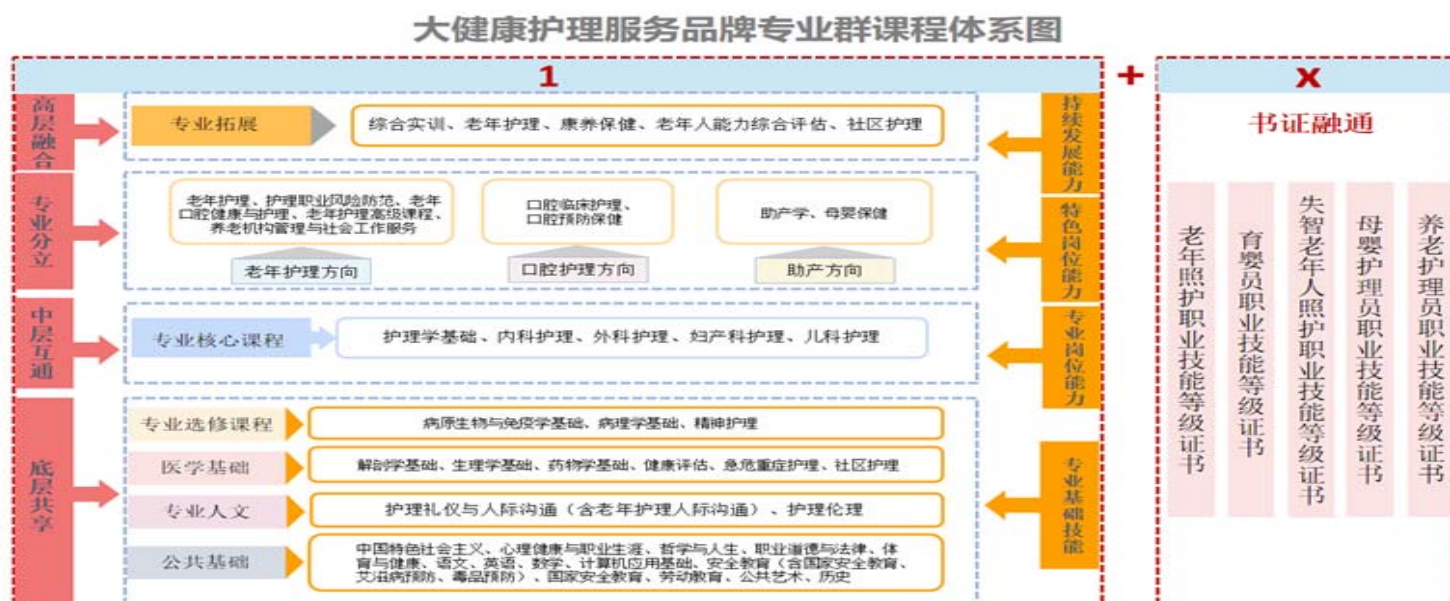 大健康护理服务品牌专业群课程体系图
1
+
X
高层融合
专业拓展
综合实训、老年护理、康养保健、老年人能力综合评估、社区护理
持续发展能力
专业分立
老年护理、护理职业风险防范、老年
口腔健康与护理、老年护理高级课程、
养老机构管理与社会工作服务
口腔临床护理、
口腔预防保健
助产学、母婴保健
老年护理方向
口腔护理方向
助产方向
特色岗位能力
中层互通
专业核心课程
护理学基础、内科护理、外科护理、妇产科护理、儿科护理
专业岗位能力
底层共享
专业选修课程
病原生物与免疫学基础、病理学基础、精神护理
医学基础
解剖学基础、生理学基础、药物学基础、健康评估、急危重症护理、社区护理
专业人文
护理礼仪与人际沟通（含老年护理人际沟通）、护理伦理
公共基础
中国特色社会主义、心理健康与职业生涯、哲学与人生、职业道德与法律、体
育与健康、语文、英语、数学、计算机应用基础、安全教育（含国家安全教育、
艾滋病预防、毒品预防）、国家安全教育、劳动教育、公共艺术、历史
专业基础技能
书证融通
老年照护职业技能等级证书
育婴员职业技能等级证书
失智老年人照护职业技能等级证书
母婴护理员职业技能等级证书
养老护理员职业技能等级证书